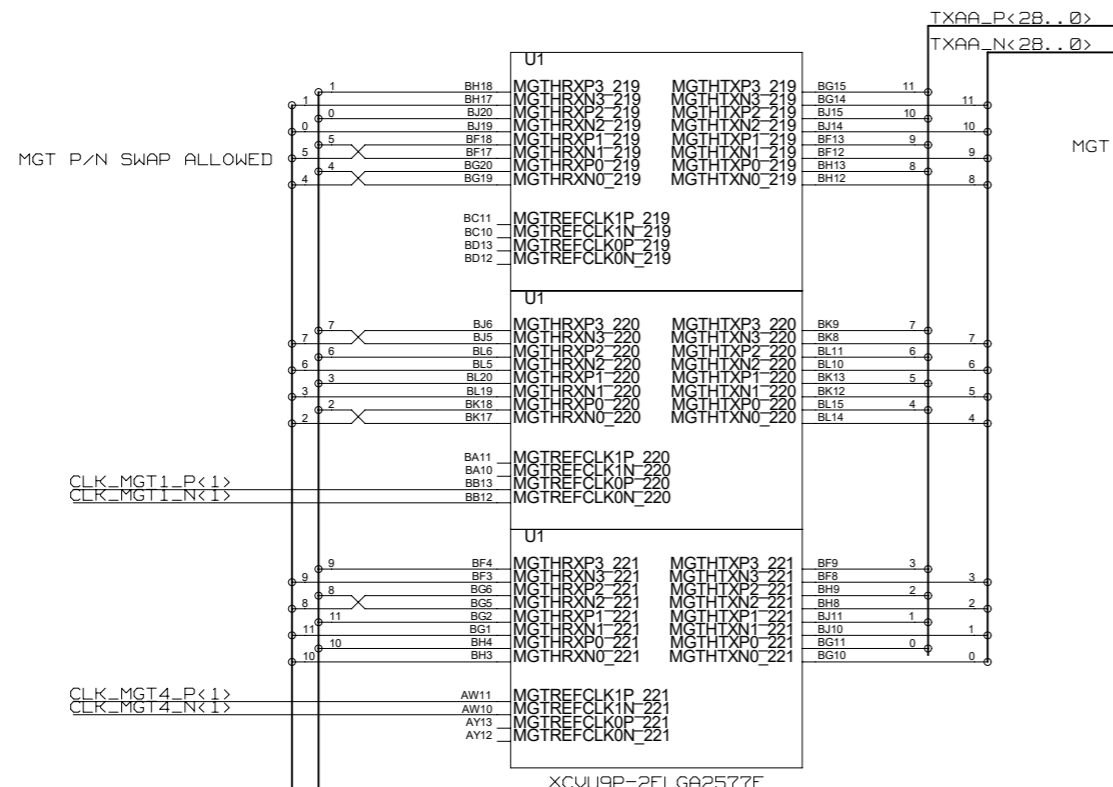 TXAA_P<28..0>
TXAA_N<28..0>
U1
1 BH18 MGTHRXP3_219 MGTHTXP3_219 BG15 11
1 BH17 MGTHRXN3_219 MGTHTXN3_219 BG14 11
0 BJ20 MGTHRXP2_219 MGTHTXP2_219 BJ15 10
0 BJ19 MGTHRXN2_219 MGTHTXN2_219 BJ14 10
5 BF18 MGTHRXP1_219 MGTHTXP1_219 BF13 9
MGT P/N SWAP ALLOWED 5 BF17 MGTHRXN1_219 MGTHTXN1_219 BF12 9 MGT
4 BG20 MGTHRXP0_219 MGTHTXP0_219 BH13 8
4 BG19 MGTHRXN0_219 MGTHTXN0_219 BH12 8
BC11 MGTREFCLK1P_219
BC10 MGTREFCLK1N_219
BD13 MGTREFCLK0P_219
BD12 MGTREFCLK0N_219
U1
7 BJ6 MGTHRXP3_220 MGTHTXP3_220 BK9 7
7 BJ5 MGTHRXN3_220 MGTHTXN3_220 BK8 7
6 BL6 MGTHRXP2_220 MGTHTXP2_220 BL11 6
6 BL5 MGTHRXN2_220 MGTHTXN2_220 BL10 6
3 BL20 MGTHRXP1_220 MGTHTXP1_220 BK13 5
3 BL19 MGTHRXN1_220 MGTHTXN1_220 BK12 5
2 BK18 MGTHRXP0_220 MGTHTXP0_220 BL15 4
2 BK17 MGTHRXN0_220 MGTHTXN0_220 BL14 4
BA11 MGTREFCLK1P_220
BA10 MGTREFCLK1N_220
CLK_MGT1_P<1> BB13 MGTREFCLK0P_220
CLK_MGT1_N<1> BB12 MGTREFCLK0N_220
U1
9 BF4 MGTHRXP3_221 MGTHTXP3_221 BF9 3
9 BF3 MGTHRXN3_221 MGTHTXN3_221 BF8 3
8 BG6 MGTHRXP2_221 MGTHTXP2_221 BH9 2
8 BG5 MGTHRXN2_221 MGTHTXN2_221 BH8 2
11 BG2 MGTHRXP1_221 MGTHTXP1_221 BJ11 1
11 BG1 MGTHRXN1_221 MGTHTXN1_221 BJ10 1
10 BH4 MGTHRXP0_221 MGTHTXP0_221 BG11 0
10 BH3 MGTHRXN0_221 MGTHTXN0_221 BG10 0
CLK_MGT4_P<1> AW11 MGTREFCLK1P_221
CLK_MGT4_N<1> AW10 MGTREFCLK1N_221
AY13 MGTREFCLK0P_221
AY12 MGTREFCLK0N_221
XCVU9P-2FLGA2577E